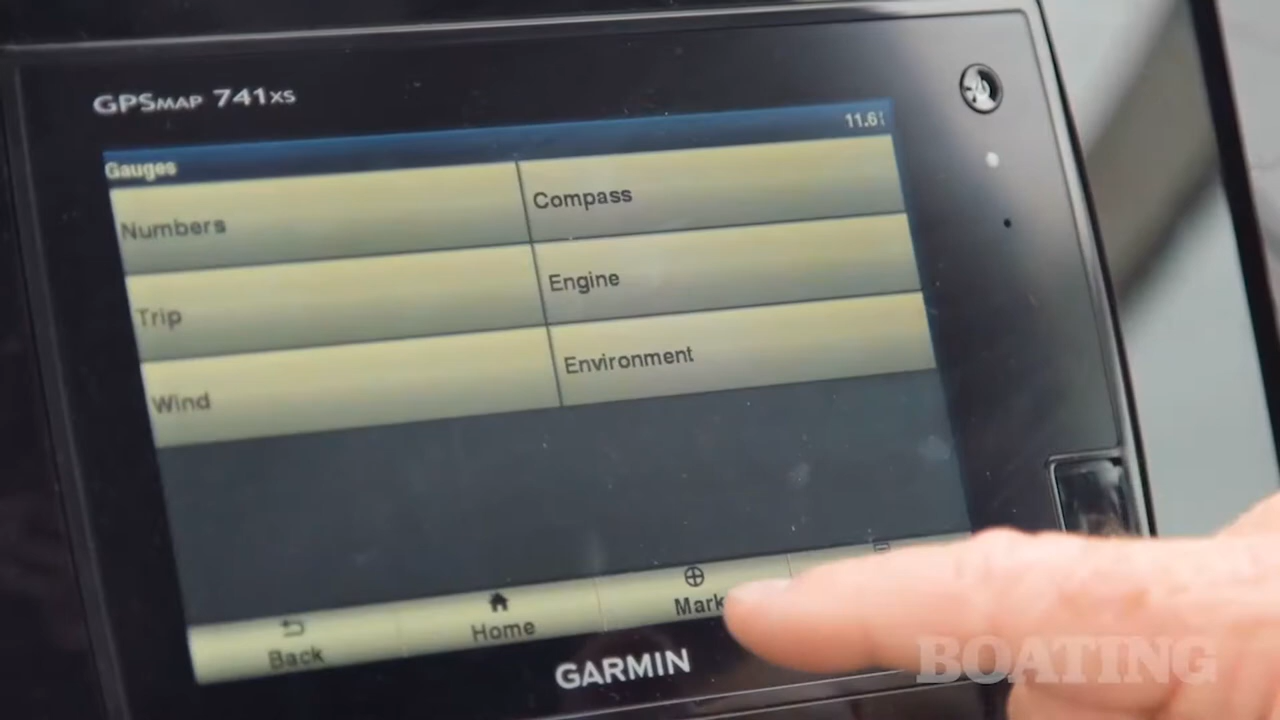 GPSMAP 741xs
11.6
Gauges
Numbers
Compass
Trip
Engine
Wind
Environment
Back
Home
Mark
GARMIN
BOATING